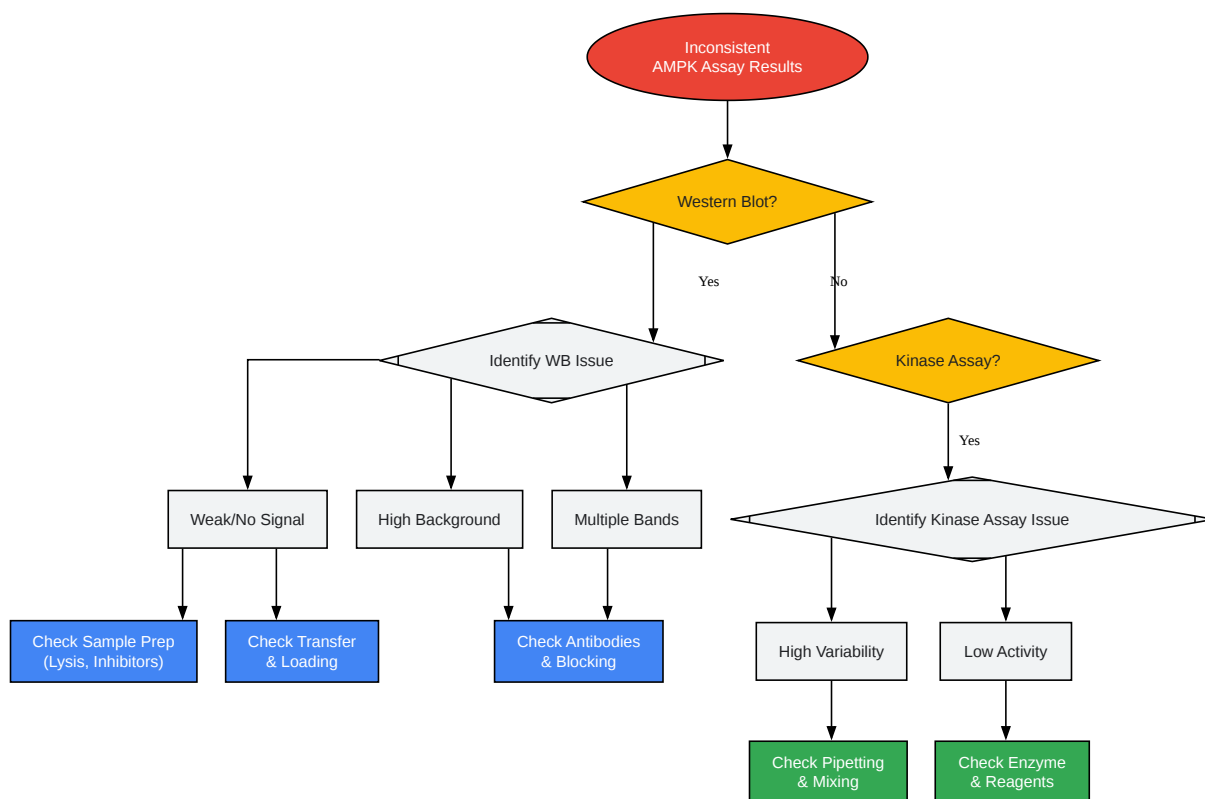 Inconsistent
AMPK Assay Results
Western Blot?
Yes
No
Identify WB Issue
Kinase Assay?
Yes
Weak/No Signal
High Background
Multiple Bands
Identify Kinase Assay Issue
Check Sample Prep
(Lysis, Inhibitors)
Check Transfer
& Loading
Check Antibodies
& Blocking
High Variability
Low Activity
Check Pipetting
& Mixing
Check Enzyme
& Reagents